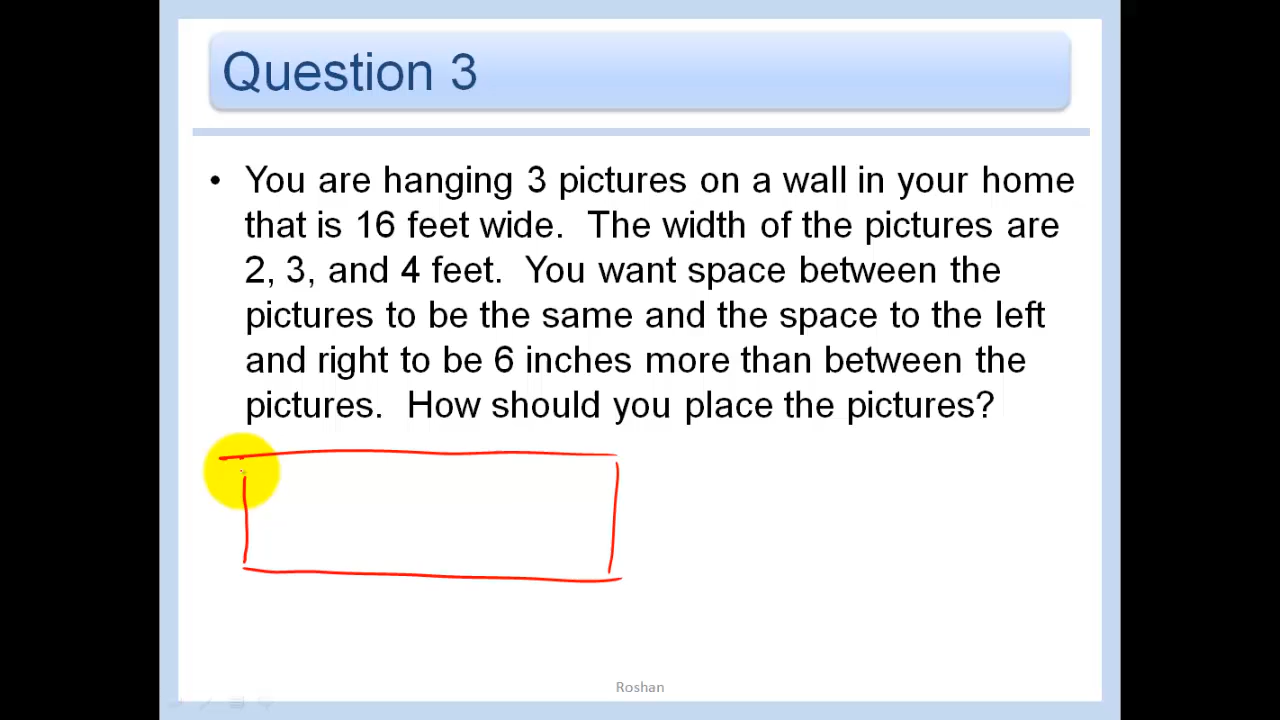 Question 3
• You are hanging 3 pictures on a wall in your home
that is 16 feet wide.  The width of the pictures are
2, 3, and 4 feet.  You want space between the
pictures to be the same and the space to the left
and right to be 6 inches more than between the
pictures.  How should you place the pictures?
Roshan